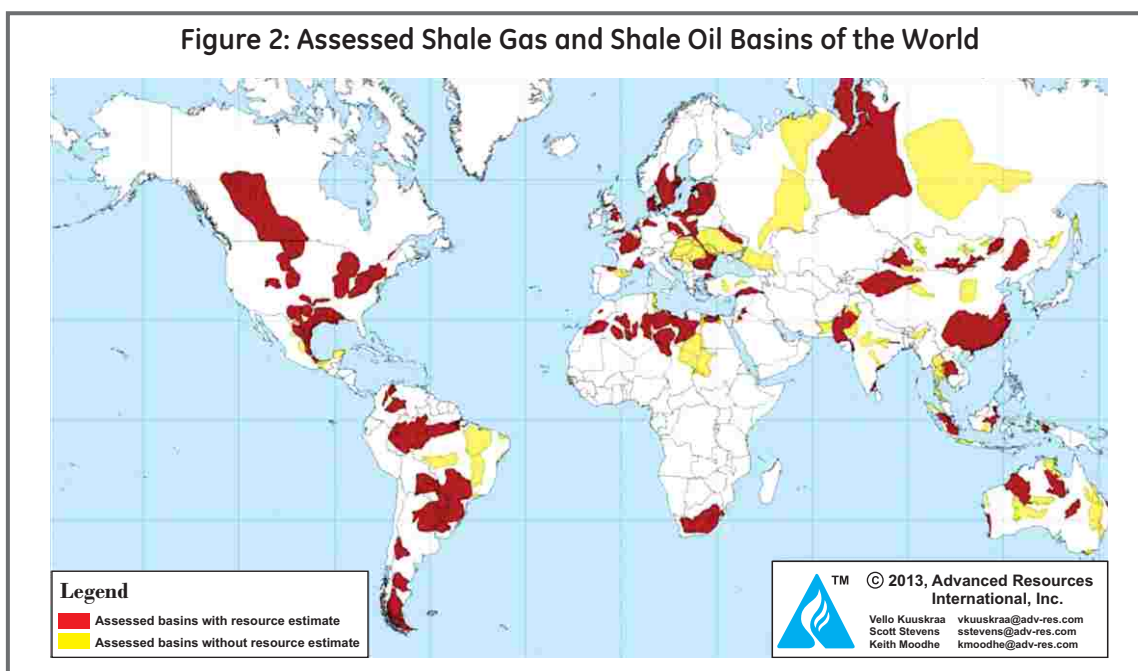 Figure 2: Assessed Shale Gas and Shale Oil Basins of the World
Legend
Assessed basins with resource estimate
Assessed basins without resource estimate
TM
© 2013, Advanced Resources
International, Inc.
Vello Kuuskraa vkuuskraa@adv-res.com
Scott Stevens sstevens@adv-res.com
Keith Moodhe kmoodhe@adv-res.com